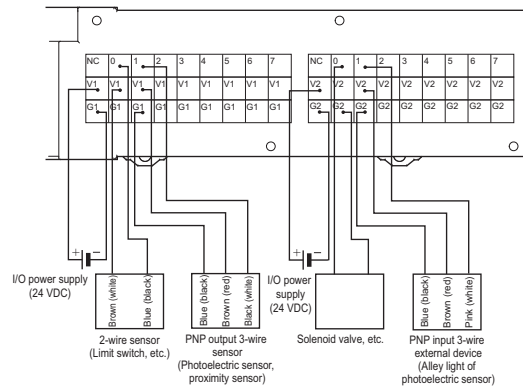 NC 0 1 2 3 4 5 6 7
V1 V1 V1 V1 V1 V1 V1 V1 V1
G1 G1 G1 G1 G1 G1 G1 G1 G1
NC 0 1 2 3 4 5 6 7
V2 V2 V2 V2 V2 V2 V2 V2 V2
G2 G2 G2 G2 G2 G2 G2 G2 G2
+ −
I/O power supply
(24 VDC)
Brown (white)
Blue (black)
2-wire sensor
(Limit switch, etc.)
Blue (black)
Brown (red)
Black (white)
PNP output 3-wire
sensor
(Photoelectric sensor,
proximity sensor)
+ −
I/O power
supply
(24 VDC)
Solenoid valve, etc.
Blue (black)
Brown (red)
Pink (white)
PNP input 3-wire
external device
(Alley light of
photoelectric sensor)